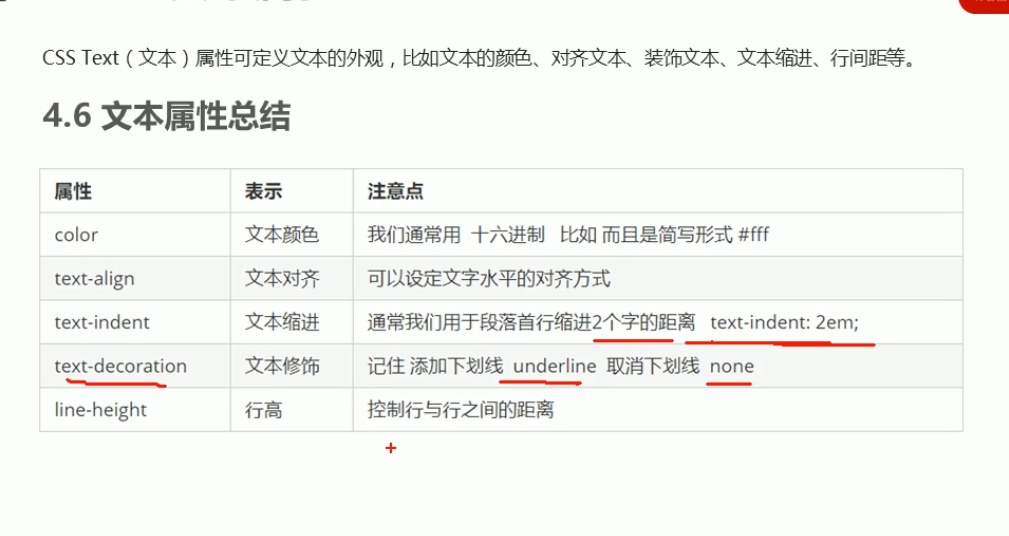 CSS Text（文本）属性可定义文本的外观，比如文本的颜色、对齐文本、装饰文本、文本缩进、行间距等。
4.6 文本属性总结
属性 表示 注意点
color 文本颜色 我们通常用 十六进制 比如 而且是简写形式 #fff
text-align 文本对齐 可以设定文字水平的对齐方式
text-indent 文本缩进 通常我们用于段落首行缩进2个字的距离 text-indent: 2em;
text-decoration 文本修饰 记住 添加下划线 underline 取消下划线 none
line-height 行高 控制行与行之间的距离